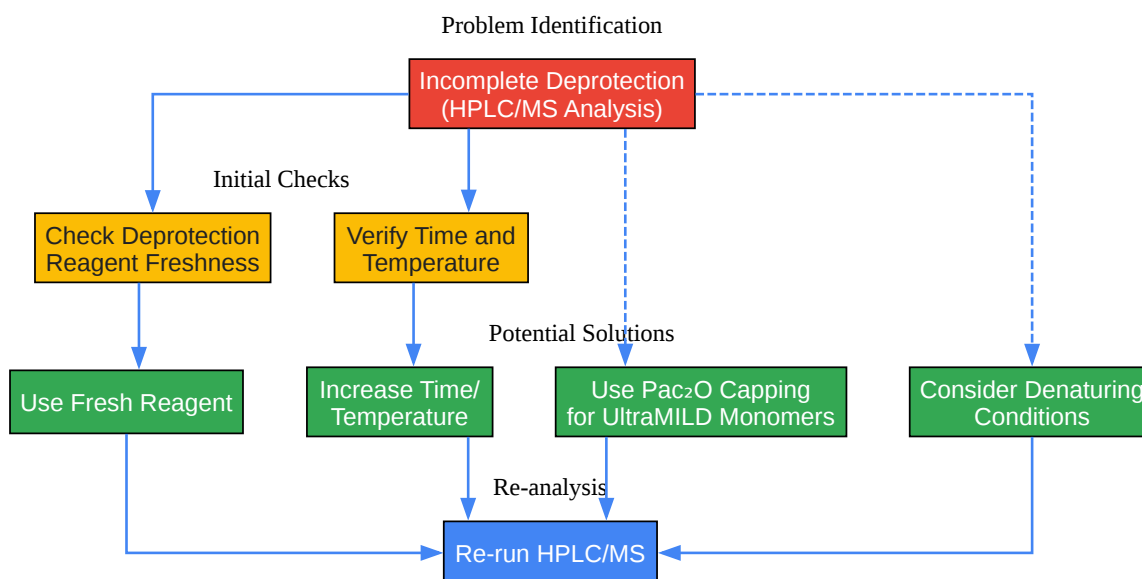 Problem Identification
Incomplete Deprotection
(HPLC/MS Analysis)
Initial Checks
Check Deprotection
Reagent Freshness
Verify Time and
Temperature
Potential Solutions
Use Fresh Reagent
Increase Time/
Temperature
Use Pac₂O Capping
for UltraMILD Monomers
Consider Denaturing
Conditions
Re-analysis
Re-run HPLC/MS